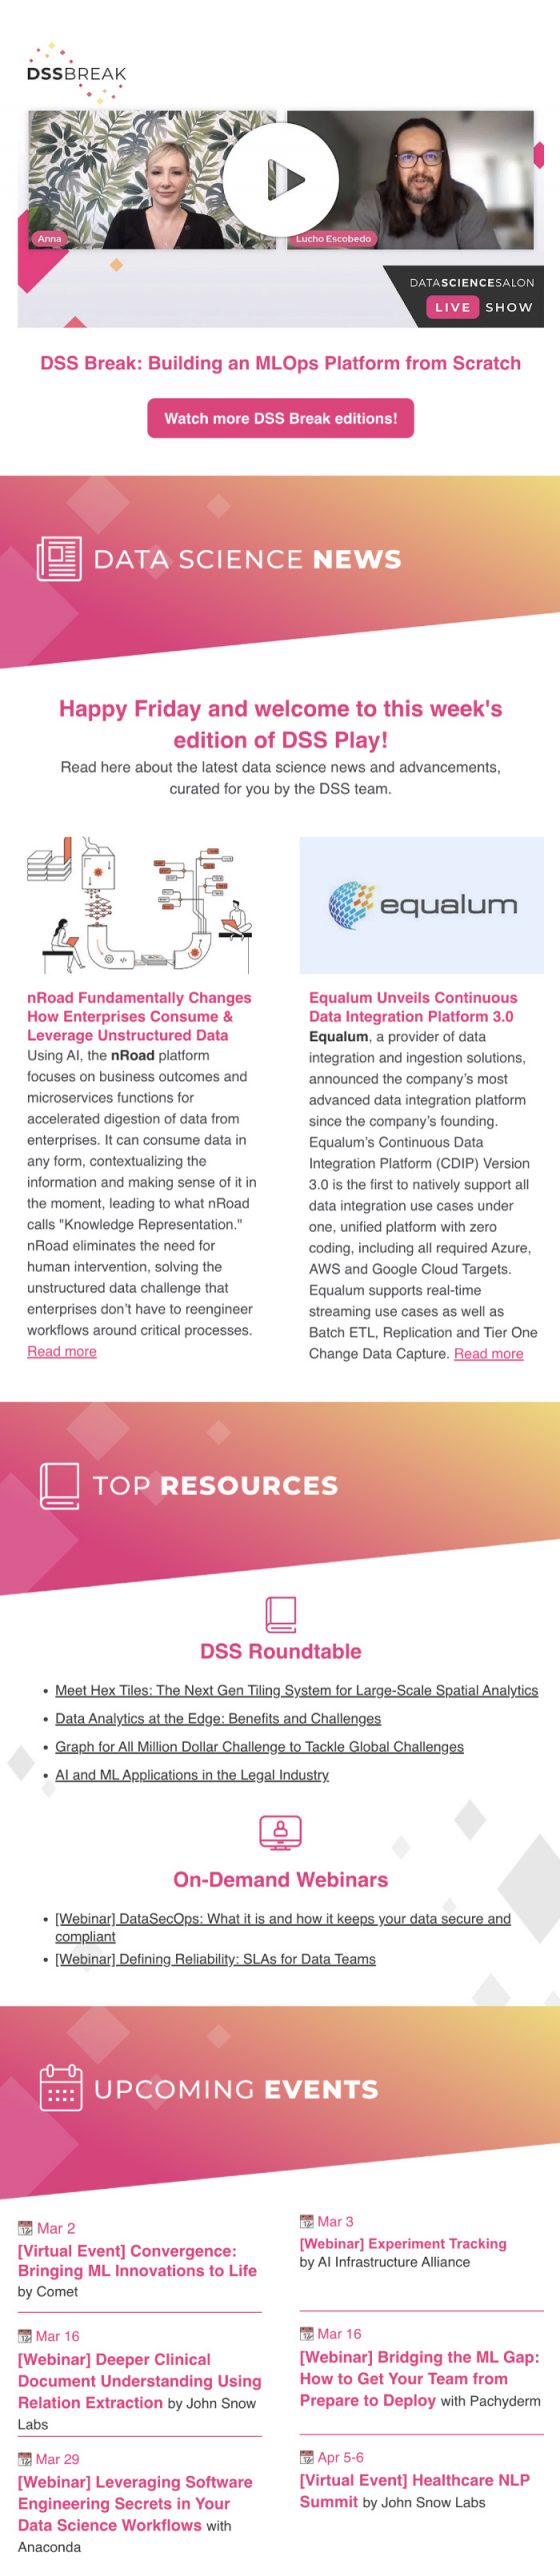 DSSBREAK
Anna
Lucho Escobedo
DATASCIENCESALON
LIVE SHOW
DSS Break: Building an MLOps Platform from Scratch
Watch more DSS Break editions!
DATA SCIENCE NEWS
Happy Friday and welcome to this week's
edition of DSS Play!
Read here about the latest data science news and advancements,
curated for you by the DSS team.
nRoad Fundamentally Changes
How Enterprises Consume &
Leverage Unstructured Data
Using AI, the nRoad platform
focuses on business outcomes and
microservices functions for
accelerated digestion of data from
enterprises. It can consume data in
any form, contextualizing the
information and making sense of it in
the moment, leading to what nRoad
calls "Knowledge Representation."
nRoad eliminates the need for
human intervention, solving the
unstructured data challenge that
enterprises don't have to reengineer
workflows around critical processes.
Read more
equalum
Equalum Unveils Continuous
Data Integration Platform 3.0
Equalum, a provider of data
integration and ingestion solutions,
announced the company's most
advanced data integration platform
since the company's founding.
Equalum's Continuous Data
Integration Platform (CDIP) Version
3.0 is the first to natively support all
data integration use cases under
one, unified platform with zero
coding, including all required Azure,
AWS and Google Cloud Targets.
Equalum supports real-time
streaming use cases as well as
Batch ETL, Replication and Tier One
Change Data Capture. Read more
TOP RESOURCES
DSS Roundtable
• Meet Hex Tiles: The Next Gen Tiling System for Large-Scale Spatial Analytics
• Data Analytics at the Edge: Benefits and Challenges
• Graph for All Million Dollar Challenge to Tackle Global Challenges
• AI and ML Applications in the Legal Industry
On-Demand Webinars
• [Webinar] DataSecOps: What it is and how it keeps your data secure and
compliant
• [Webinar] Defining Reliability: SLAs for Data Teams
UPCOMING EVENTS
Mar 2
[Virtual Event] Convergence:
Bringing ML Innovations to Life
by Comet
Mar 3
[Webinar] Experiment Tracking
by AI Infrastructure Alliance
Mar 16
[Webinar] Deeper Clinical
Document Understanding Using
Relation Extraction by John Snow
Labs
Mar 16
[Webinar] Bridging the ML Gap:
How to Get Your Team from
Prepare to Deploy with Pachyderm
Mar 29
[Webinar] Leveraging Software
Engineering Secrets in Your
Data Science Workflows with
Anaconda
Apr 5-6
[Virtual Event] Healthcare NLP
Summit by John Snow Labs